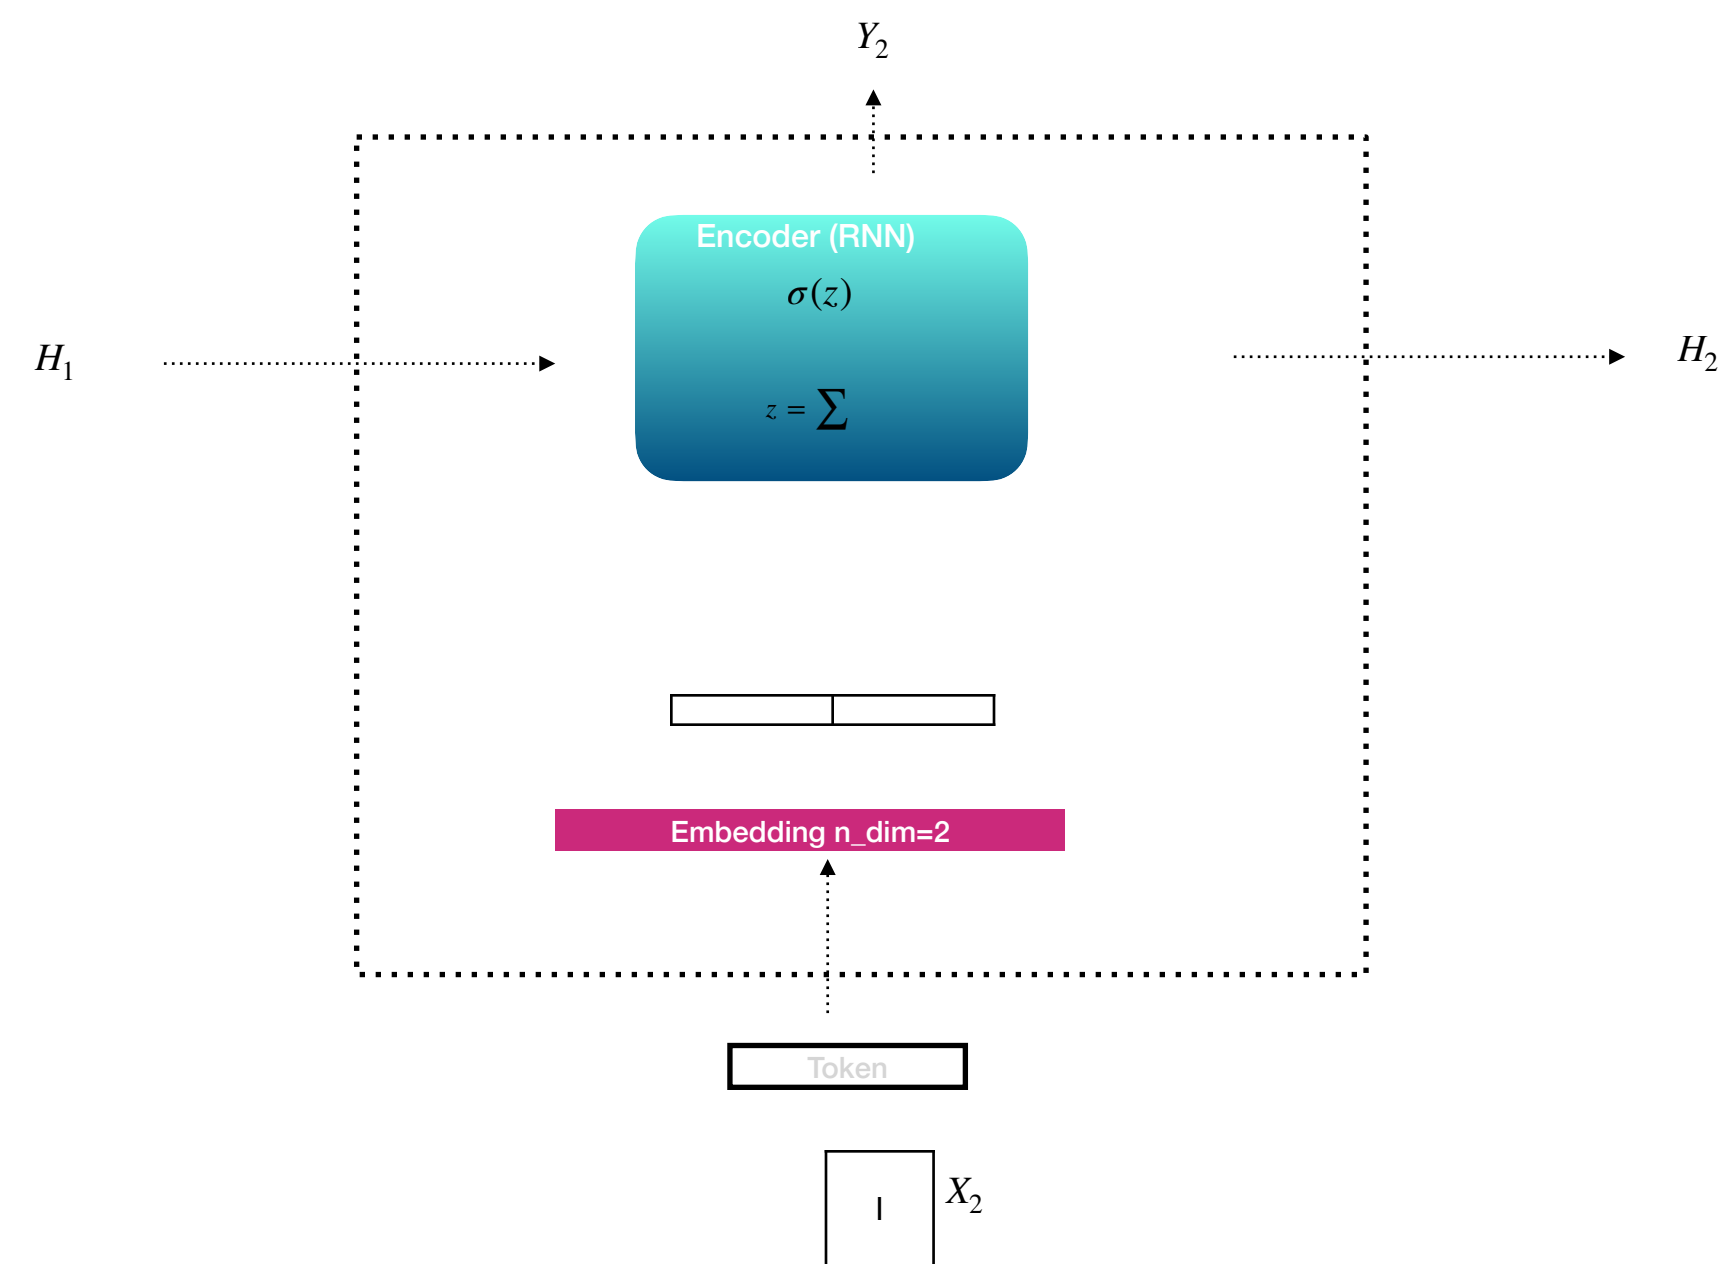 Y₂
Encoder (RNN)
σ(z)
H₁
H₂
z = ∑
Embedding n_dim=2
Token
X₂
I